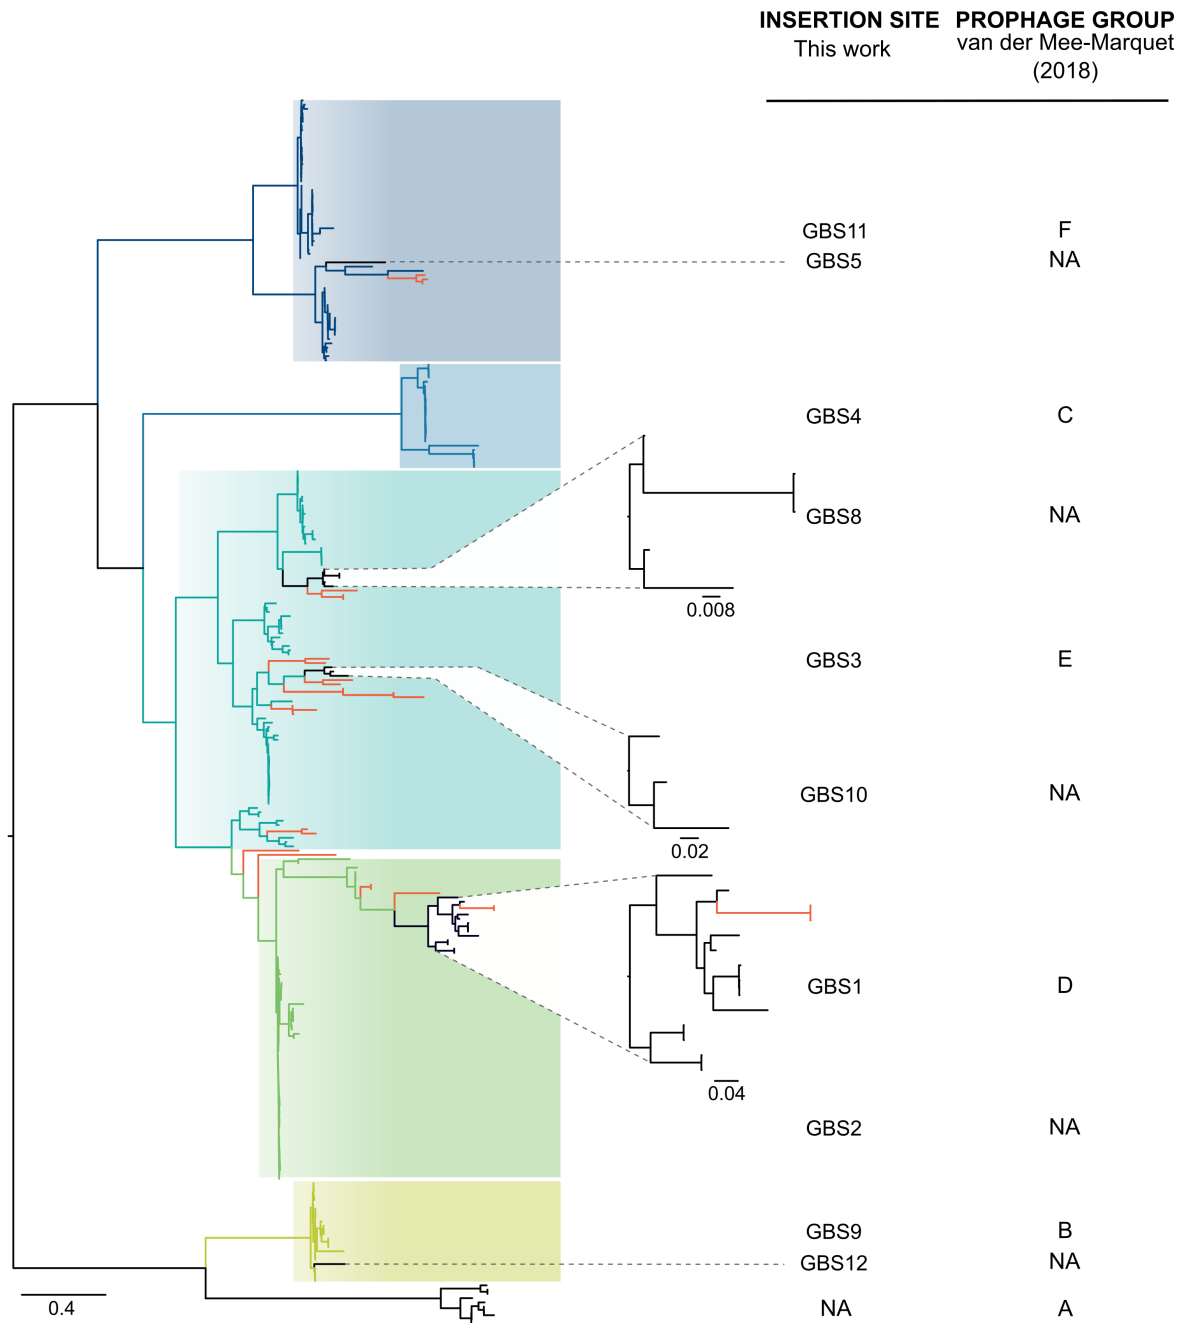 INSERTION SITE PROPHAGE GROUP
This work van der Mee-Marquet
(2018)
GBS11 F
GBS5 NA
GBS4 C
GBS8 NA
0.008
GBS3 E
GBS10 NA
0.02
GBS1 D
0.04
GBS2 NA
GBS9 B
GBS12 NA
0.4
NA A